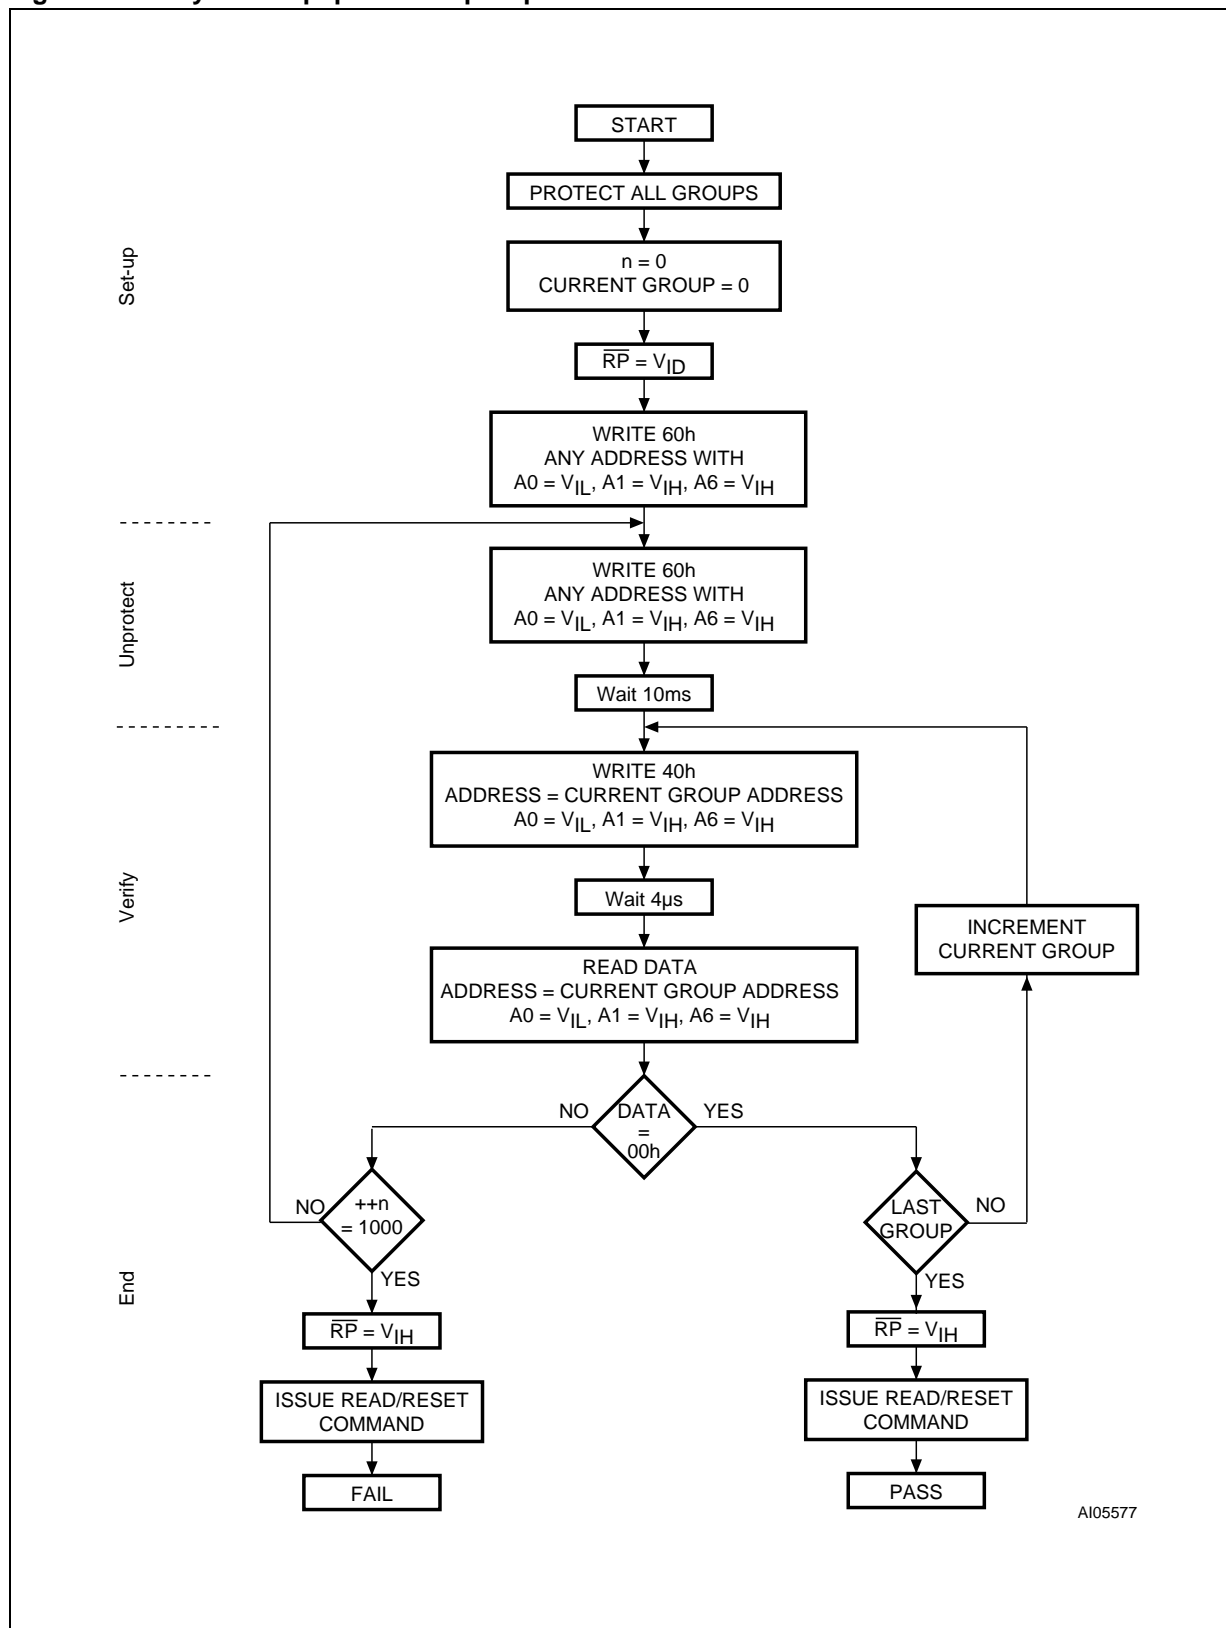 START
PROTECT ALL GROUPS
n = 0
CURRENT GROUP = 0
Set-up
RP = VID
WRITE 60h
ANY ADDRESS WITH
A0 = VIL, A1 = VIH, A6 = VIH
Unprotect
WRITE 60h
ANY ADDRESS WITH
A0 = VIL, A1 = VIH, A6 = VIH
Wait 10ms
Verify
WRITE 40h
ADDRESS = CURRENT GROUP ADDRESS
A0 = VIL, A1 = VIH, A6 = VIH
Wait 4µs
INCREMENT
CURRENT GROUP
READ DATA
ADDRESS = CURRENT GROUP ADDRESS
A0 = VIL, A1 = VIH, A6 = VIH
NO
DATA
=
00h
YES
End
NO
++n
= 1000
YES
LAST
GROUP
NO
YES
RP = VIH
RP = VIH
ISSUE READ/RESET
COMMAND
ISSUE READ/RESET
COMMAND
FAIL
PASS
AI05577